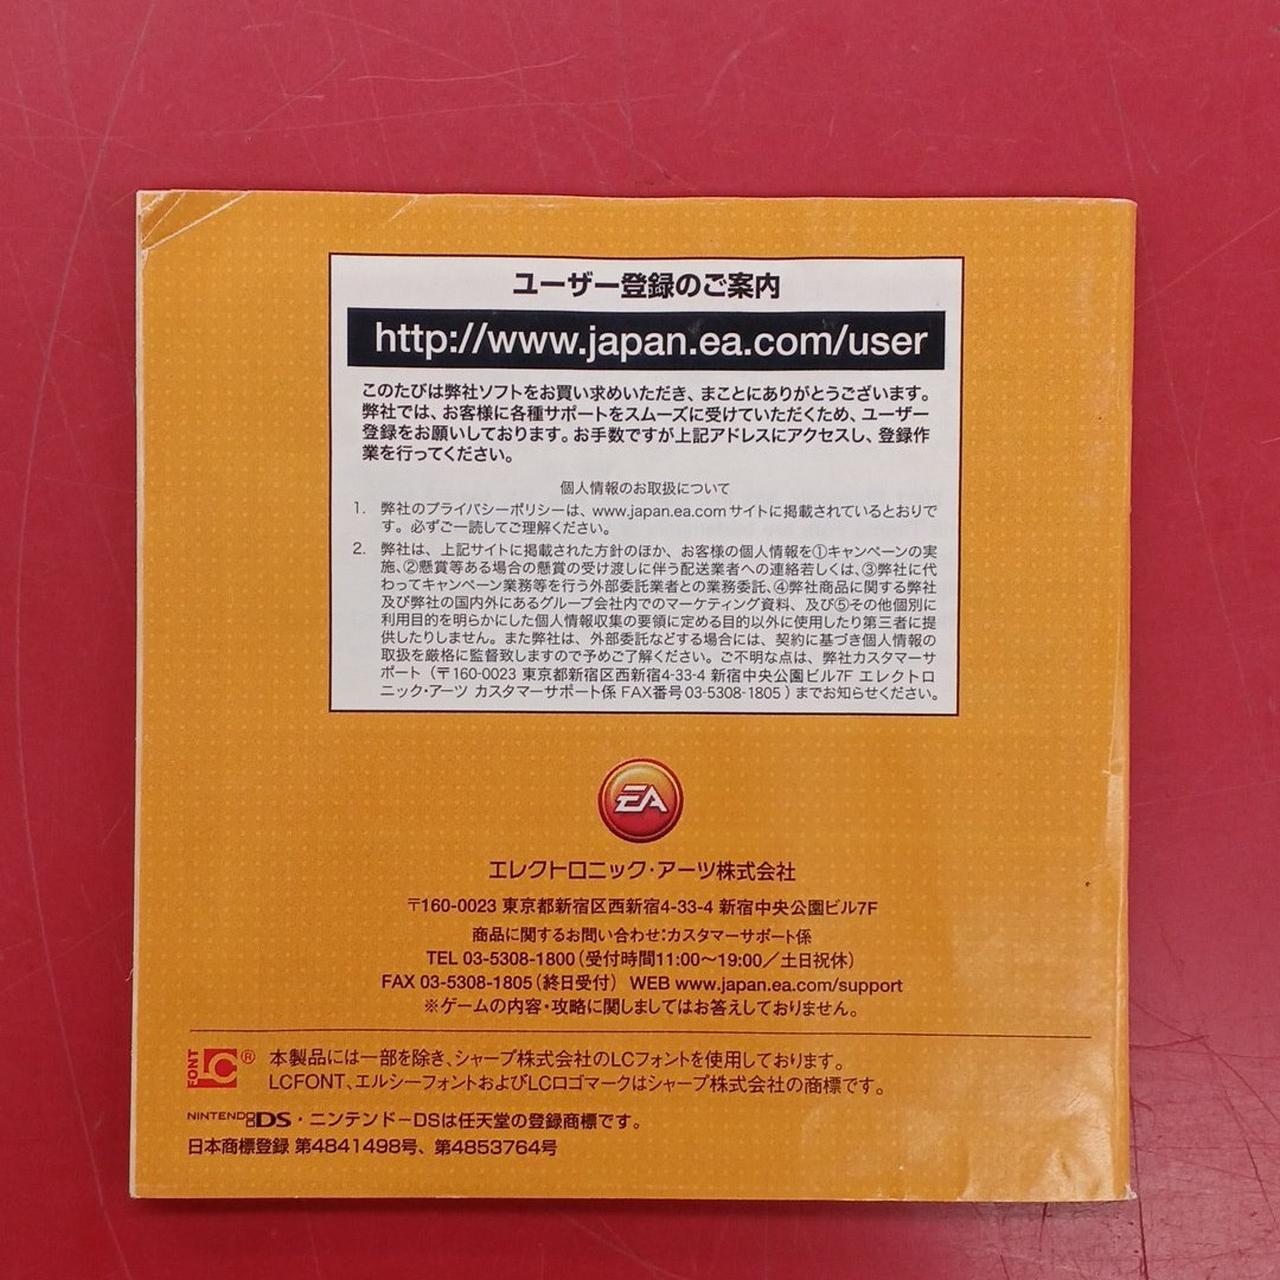 ユーザー登録のご案内
http://www.japan.ea.com/user
このたびは弊社ソフトをお買い求めいただき、まことにありがとうございます。
弊社では、お客様に各種サポートをスムーズに受けていただくため、ユーザー
登録をお願いしております。お手数ですが上記アドレスにアクセスし、登録作
業を行ってください。
個人情報のお取扱について
1. 弊社のプライバシーポリシーは、www.japan.ea.comサイトに掲載されているとおりで
す。必ずご一読してご理解ください。
2. 弊社は、上記サイトに掲載された方針のほか、お客様の個人情報を①キャンペーンの実
施、②懸賞等ある場合の懸賞の受け渡しに伴う配送業者への連絡若しくは、③弊社に代
わってキャンペーン業務等を行う外部委託業者との業務委託、④弊社商品に関する弊社
及び弊社の国内外にあるグループ会社内でのマーケティング資料、及び⑤その他個別に
利用目的を明らかにした個人情報収集の要領に定める目的以外に使用したり第三者に提
供したりしません。また弊社は、外部委託などする場合には、契約に基づき個人情報の
取扱を厳格に監督致しますので予めご了解ください。ご不明な点は、弊社カスタマーサ
ポート(〒160-0023 東京都新宿区西新宿4-33-4 新宿中央公園ビル7F エレクトロ
ニック・アーツ カスタマーサポート係 FAX番号03-5308-1805)までお知らせください。
EA
エレクトロニック・アーツ株式会社
〒160-0023 東京都新宿区西新宿4-33-4 新宿中央公園ビル7F
商品に関するお問い合わせ:カスタマーサポート係
TEL 03-5308-1800(受付時間11:00〜19:00/土日祝休)
FAX 03-5308-1805(終日受付) WEB www.japan.ea.com/support
※ゲームの内容・攻略に関しましてはお答えしておりません。
FONT LC® 本製品には一部を除き、シャープ株式会社のLCフォントを使用しております。
LCFONT、エルシーフォントおよびLCロゴマークはシャープ株式会社の商標です。
NINTENDO DS・ニンテンドーDSは任天堂の登録商標です。
日本商標登録 第4841498号、第4853764号